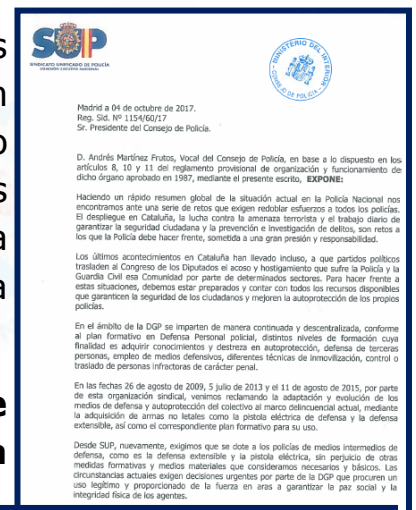 SUP
SINDICATO UNIFICADO DE POLICÍA
COMISIÓN EJECUTIVA NACIONAL
MINISTERIO DEL INTERIOR
CONSEJO DE POLICÍA
Madrid a 04 de octubre de 2017.
Reg. Sld. Nº 1154/60/17
Sr. Presidente del Consejo de Policía.
D. Andrés Martínez Frutos, Vocal del Consejo de Policía, en base a lo dispuesto en los
artículos 8, 10 y 11 del reglamento provisional de organización y funcionamiento de
dicho órgano aprobado en 1987, mediante el presente escrito, EXPONE:
Haciendo un rápido resumen global de la situación actual en la Policía Nacional nos
encontramos ante una serie de retos que exigen redoblar esfuerzos a todos los policías.
El despliegue en Cataluña, la lucha contra la amenaza terrorista y el trabajo diario de
garantizar la seguridad ciudadana y la prevención e investigación de delitos, son retos a
los que la Policía debe hacer frente, sometida a una gran presión y responsabilidad.
Los últimos acontecimientos en Cataluña han llevado incluso, a que partidos políticos
trasladen al Congreso de los Diputados el acoso y hostigamiento que sufre la Policía y la
Guardia Civil esa Comunidad por parte de determinados sectores. Para hacer frente a
estas situaciones, debemos estar preparados y contar con todos los recursos disponibles
que garanticen la seguridad de los ciudadanos y mejoren la autoprotección de los propios
policías.
En el ámbito de la DGP se imparten de manera continuada y descentralizada, conforme
al plan formativo en Defensa Personal policial, distintos niveles de formación cuya
finalidad es adquirir conocimientos y destreza en autoprotección, defensa de terceras
personas, empleo de medios defensivos, diferentes técnicas de inmovilización, control o
traslado de personas infractoras de carácter penal.
En las fechas 26 de agosto de 2009, 5 julio de 2013 y el 11 de agosto de 2015, por parte
de esta organización sindical, venimos reclamando la adaptación y evolución de los
medios de defensa y autoprotección del colectivo al marco delincuencial actual, mediante
la adquisición de armas no letales como la pistola eléctrica de defensa y la defensa
extensible, así como el correspondiente plan formativo para su uso.
Desde SUP, nuevamente, exigimos que se dote a los policías de medios intermedios de
defensa, como es la defensa extensible y la pistola eléctrica, sin perjuicio de otras
medidas formativas y medios materiales que consideramos necesarios y básicos. Las
circunstancias actuales exigen decisiones urgentes por parte de la DGP que procuren un
uso legítimo y proporcionado de la fuerza en aras a garantizar la paz social y la
integridad física de los agentes.